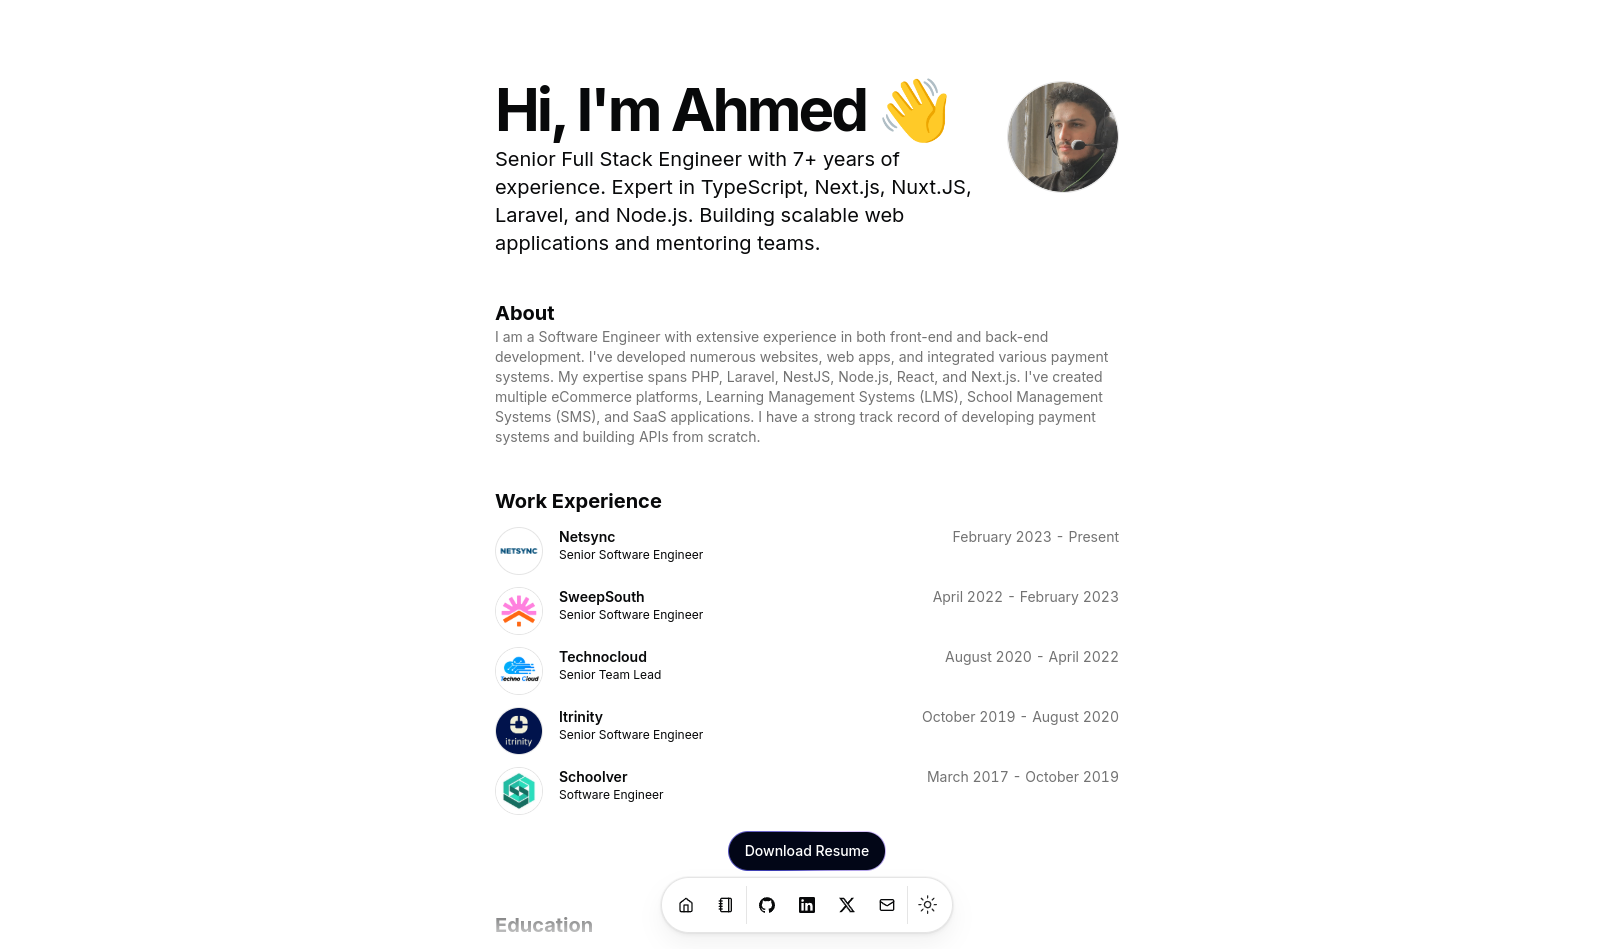 Hi, I'm Ahmed 👋
Senior Full Stack Engineer with 7+ years of
experience. Expert in TypeScript, Next.js, Nuxt.JS,
Laravel, and Node.js. Building scalable web
applications and mentoring teams.
About
I am a Software Engineer with extensive experience in both front-end and back-end
development. I've developed numerous websites, web apps, and integrated various payment
systems. My expertise spans PHP, Laravel, NestJS, Node.js, React, and Next.js. I've created
multiple eCommerce platforms, Learning Management Systems (LMS), School Management
Systems (SMS), and SaaS applications. I have a strong track record of developing payment
systems and building APIs from scratch.
Work Experience
NETSYNC
Netsync
February 2023 - Present
Senior Software Engineer
SweepSouth
April 2022 - February 2023
Senior Software Engineer
Techno Cloud
Technocloud
August 2020 - April 2022
Senior Team Lead
itrinity
Itrinity
October 2019 - August 2020
Senior Software Engineer
Schoolver
March 2017 - October 2019
Software Engineer
Download Resume
Education